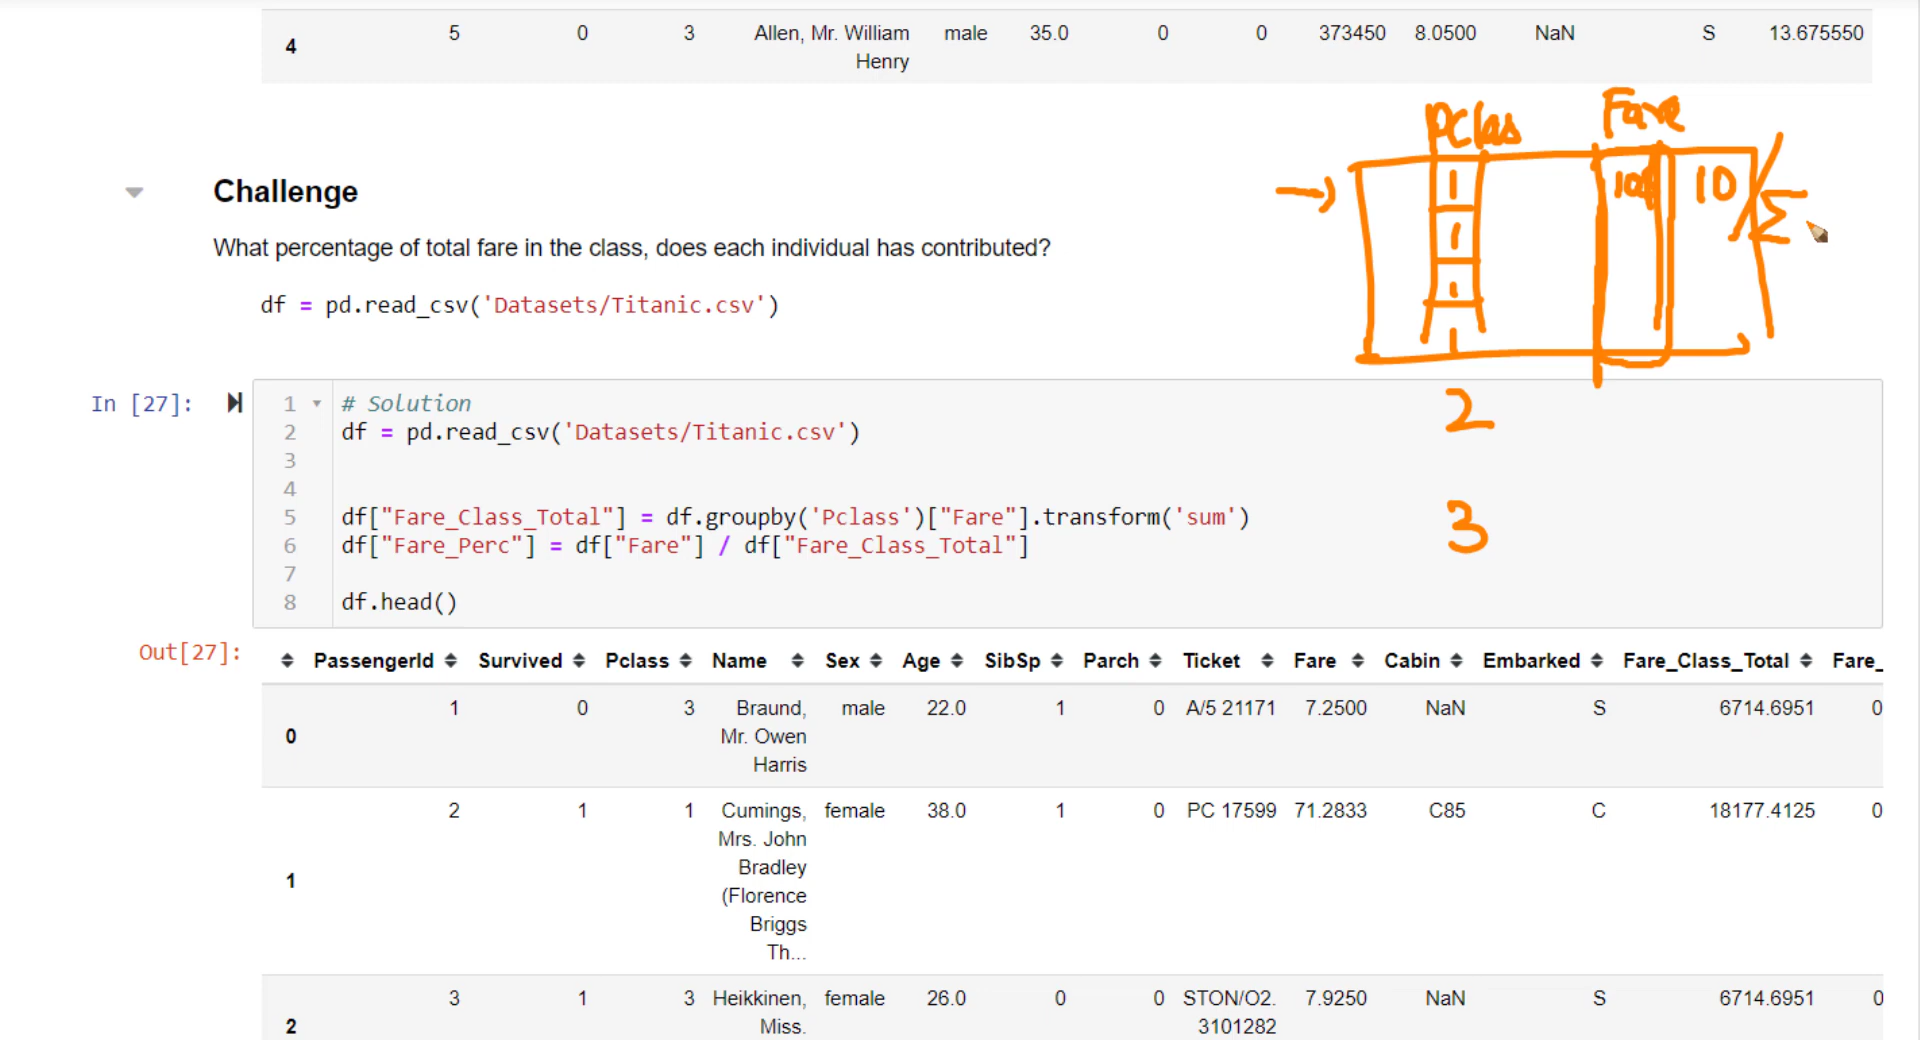 4 5 0 3 Allen, Mr. William Henry male 35.0 0 0 373450 8.0500 NaN S 13.675550
Pclas Fare
1 10 /Σ
1
1
1
2
3
Challenge
What percentage of total fare in the class, does each individual has contributed?
df = pd.read_csv('Datasets/Titanic.csv')
In [27]:
1 # Solution
2 df = pd.read_csv('Datasets/Titanic.csv')
3
4
5 df["Fare_Class_Total"] = df.groupby('Pclass')["Fare"].transform('sum')
6 df["Fare_Perc"] = df["Fare"] / df["Fare_Class_Total"]
7
8 df.head()
Out[27]:
PassengerId Survived Pclass Name Sex Age SibSp Parch Ticket Fare Cabin Embarked Fare_Class_Total Fare_
0 1 0 3 Braund, Mr. Owen Harris male 22.0 1 0 A/5 21171 7.2500 NaN S 6714.6951 0
1 2 1 1 Cumings, Mrs. John Bradley (Florence Briggs Th... female 38.0 1 0 PC 17599 71.2833 C85 C 18177.4125 0
2 3 1 3 Heikkinen, Miss. female 26.0 0 0 STON/O2. 3101282 7.9250 NaN S 6714.6951 0